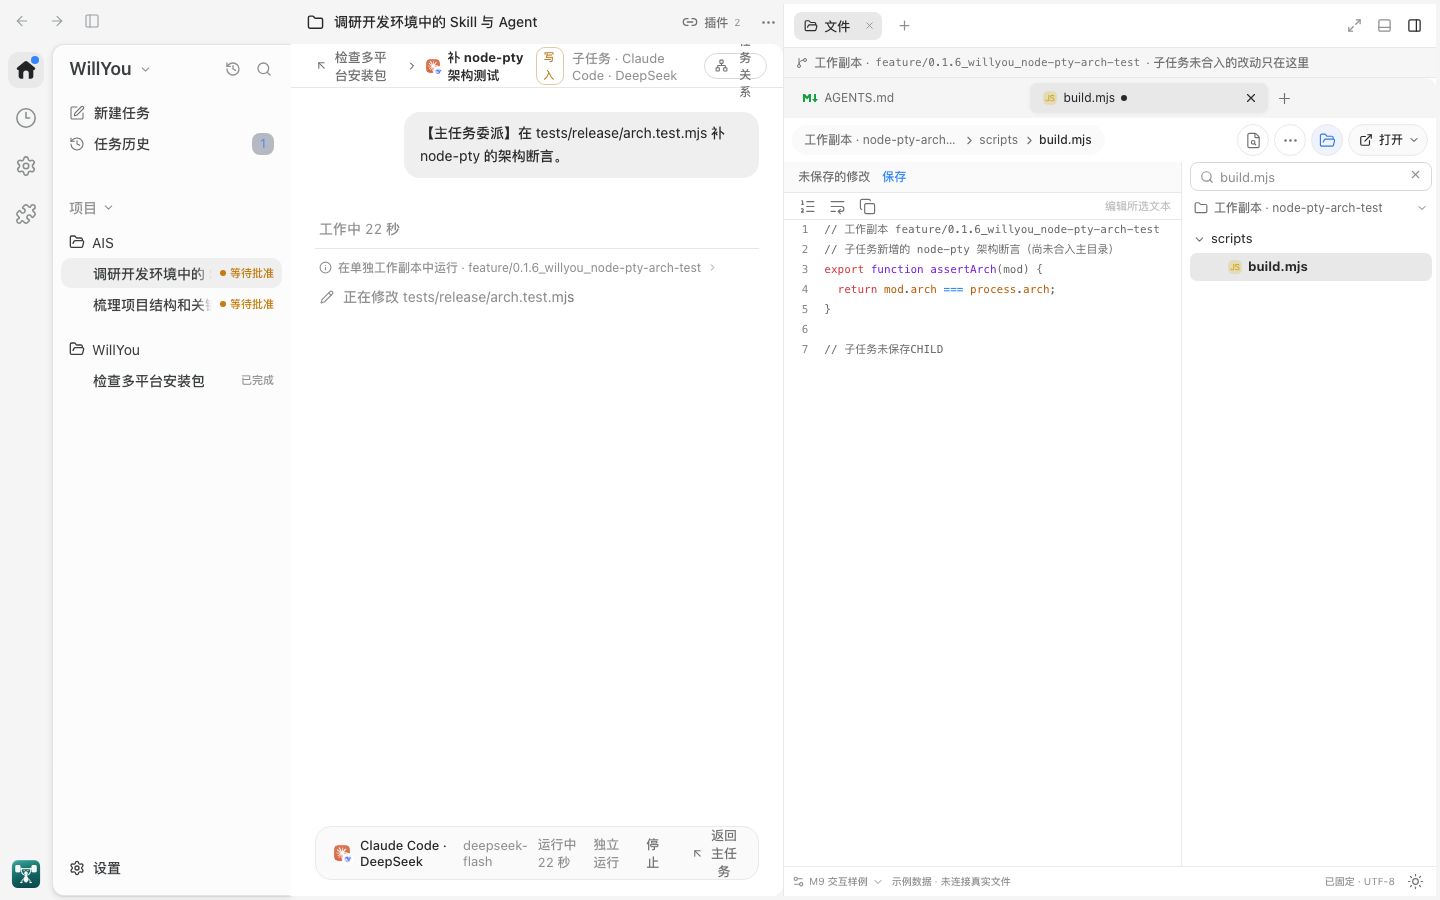 调研开发环境中的 Skill 与 Agent
插件 2
文件
WillYou
新建任务
任务历史
1
项目
AIS
调研开发环境中的
等待批准
梳理项目结构和关
等待批准
WillYou
检查多平台安装包
已完成
设置
检查多平
台安装包
补 node-pty
架构测试
写
入
子任务 · Claude
Code · DeepSeek
务
关
系
【主任务委派】在 tests/release/arch.test.mjs 补
node-pty 的架构断言。
工作中 22 秒
在单独工作副本中运行 · feature/0.1.6_willyou_node-pty-arch-test
正在修改 tests/release/arch.test.mjs
Claude Code ·
DeepSeek
deepseek-
flash
运行中
22 秒
独立
运行
停
止
返回
主任
务
工作副本 · feature/0.1.6_willyou_node-pty-arch-test · 子任务未合入的改动只在这里
AGENTS.md
JS build.mjs
工作副本 · node-pty-arch... > scripts > build.mjs
打开
未保存的修改 保存
编辑所选文本
1 // 工作副本 feature/0.1.6_willyou_node-pty-arch-test
2 // 子任务新增的 node-pty 架构断言（尚未合入主目录）
3 export function assertArch(mod) {
4 return mod.arch === process.arch;
5 }
6
7 // 子任务未保存CHILD
build.mjs
工作副本 · node-pty-arch-test
scripts
JS build.mjs
M9 交互样例
示例数据 · 未连接真实文件
已固定 · UTF-8